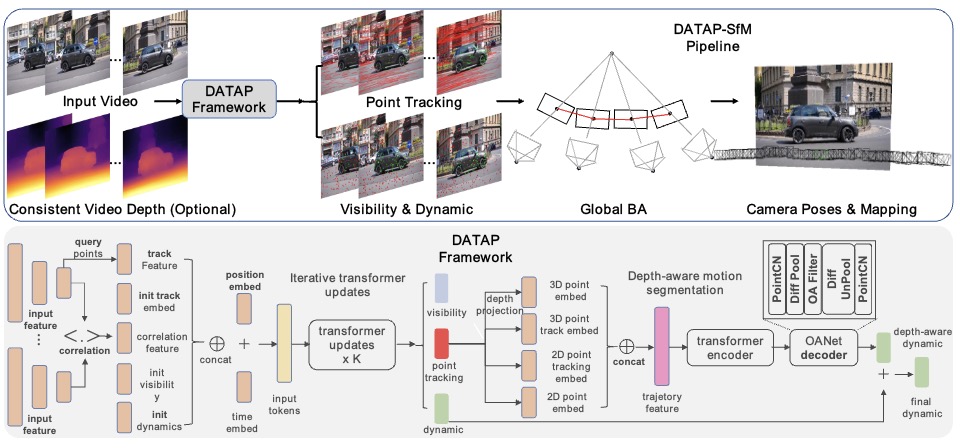 DATAP-SfM
Pipeline
Input Video
DATAP
Framework
Point Tracking
Consistent Video Depth (Optional)
Visibility & Dynamic
Global BA
Camera Poses & Mapping
DATAP
Framework
query
points
track
Feature
input
feature
init track
embed
< . >
correlation
correlation
feature
init
visibilit
y
input
feature
init
dynamics
concat
position
embed
+
time
embed
input
tokens
Iterative transformer
updates
transformer
updates
x K
visibility
depth
projection
point
tracking
dynamic
3D point
embed
3D point
track embed
2D point
tracking
embed
2D point
embed
concat
Depth-aware motion
segmentation
trajetory
feature
transformer
encoder
PointCN
Diff Pool
OA Filter
Diff
UnPool
PointCN
OANet
decoder
depth-aware
dynamic
+
final
dynamic